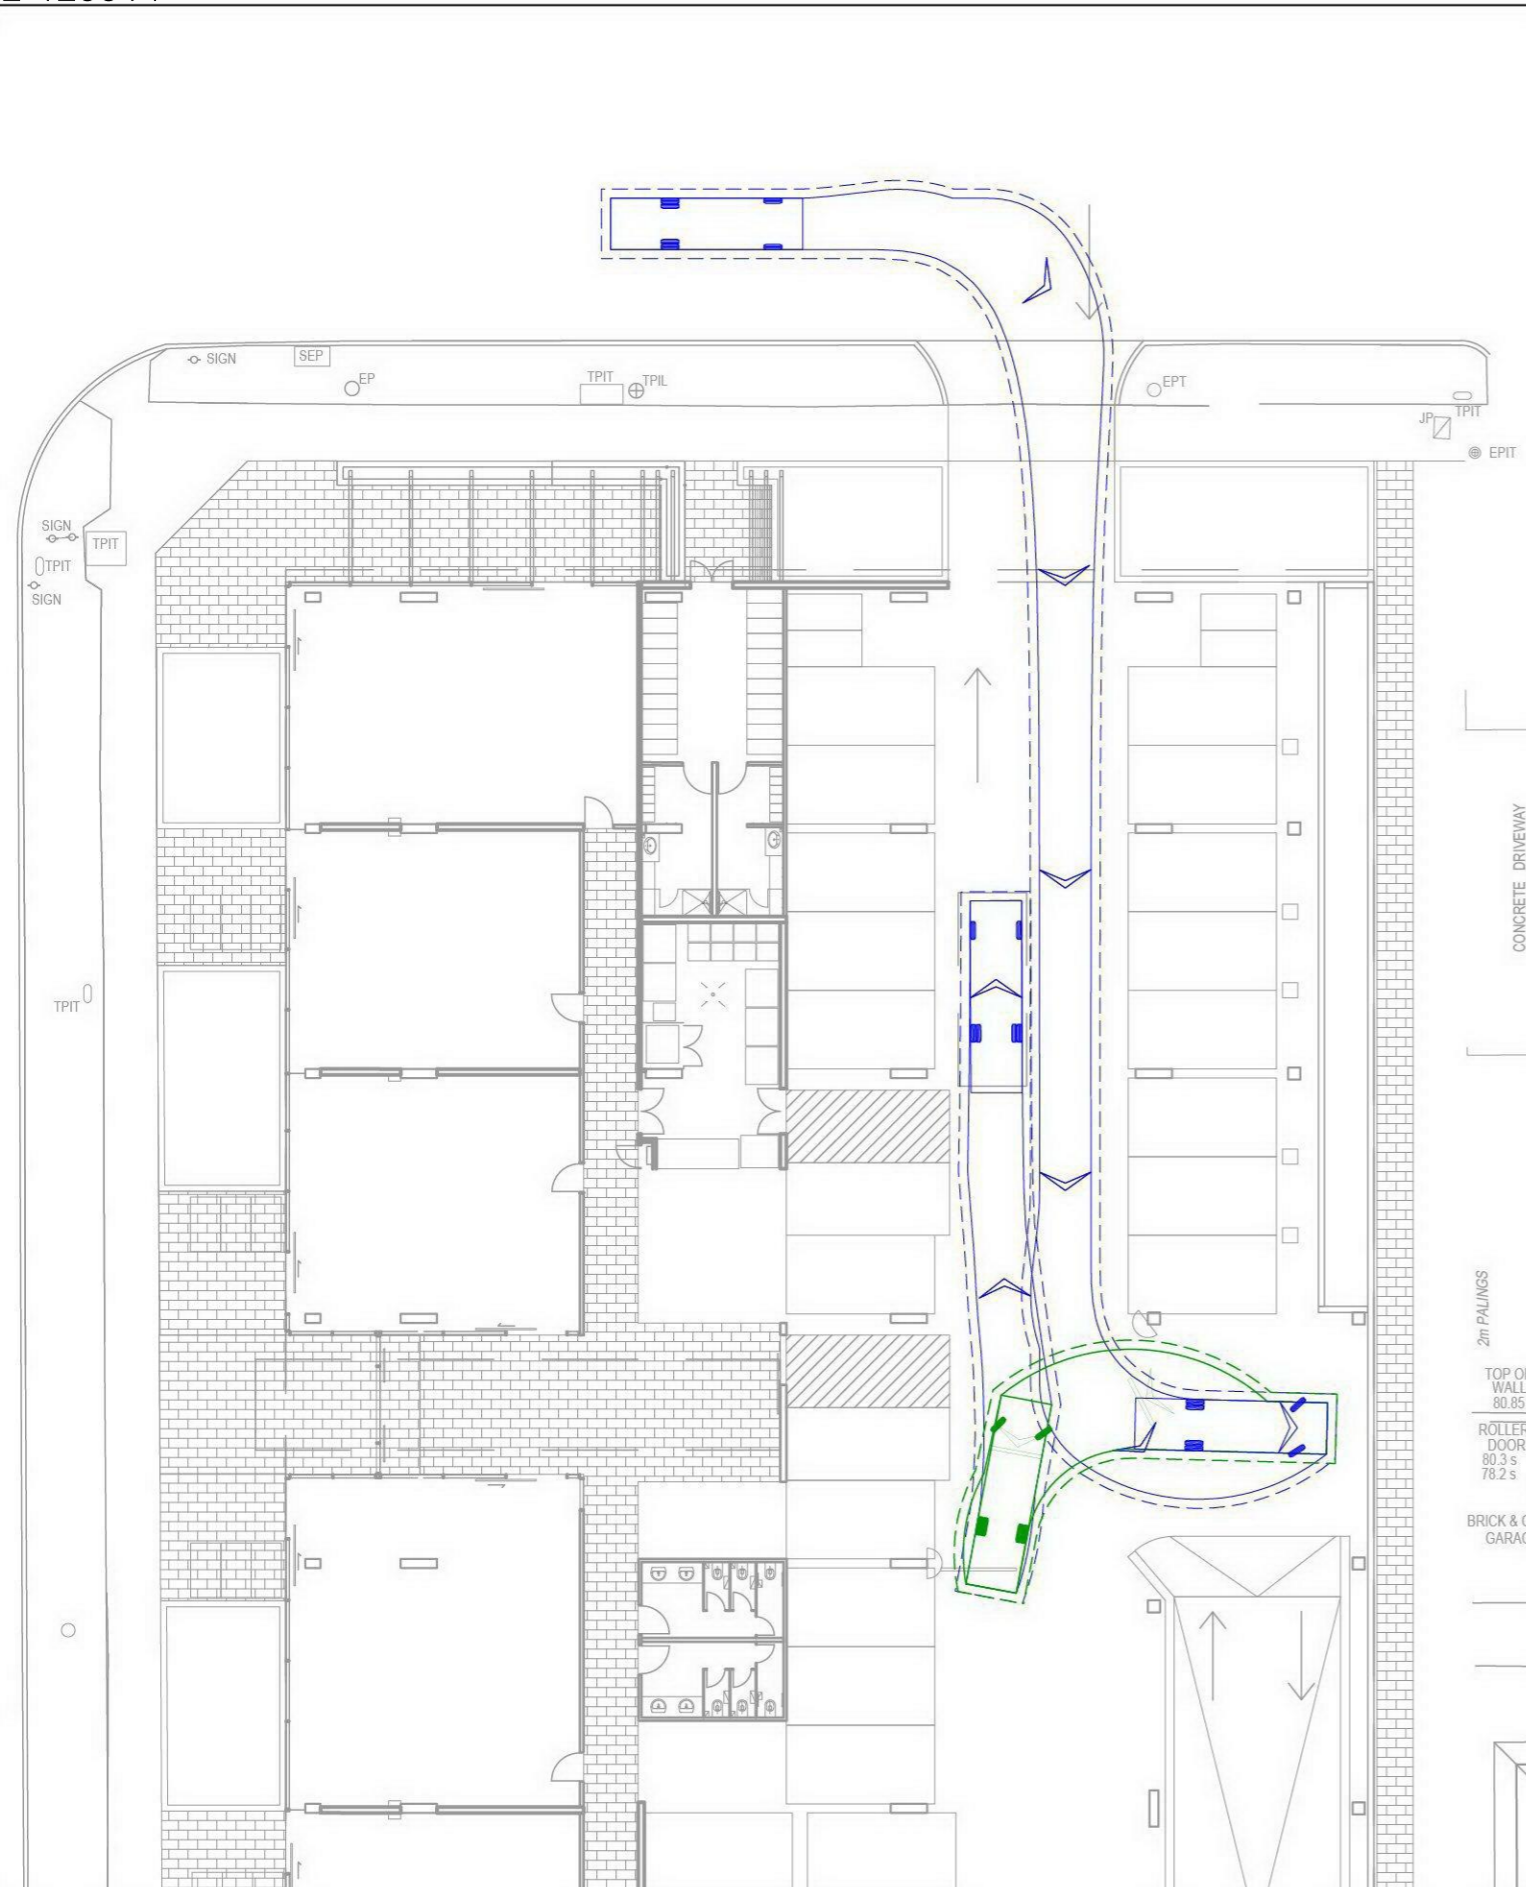 SIGN
SEP
EP
TPIT
TPIL
EPT
TPIT
JP
EPIT
SIGN
TPIT
TPIT
SIGN
CONCRETE DRIVEWAY
TPIT
2m PALINGS
TOP O
WALL
80.85
ROLLER
DOOR
80.3 s
78.2 s
BRICK &
GARA